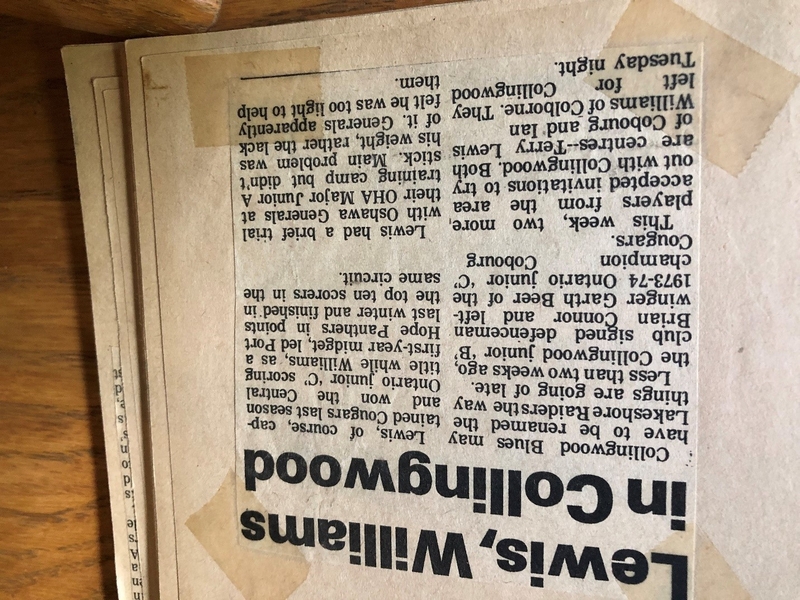 Lewis, Williams
in Collingwood
Collingwood Blues may
have to be renamed the
Lakeshore Raiders the way
things are going of late.
Less than two weeks ago,
the Collingwood junior 'B'
club signed defenceman
Brian Connor and left-
winger Garth Beer of the
1973-74 Ontario junior 'C'
champion Cobourg
Cougars.
This week, two more,
players from the area
accepted invitations to try
out with Collingwood. Both
are centres--Terry Lewis
of Cobourg and Ian
Williams of Colborne. They
left for Collingwood
Tuesday night.
Lewis, of course, cap-
tained Cougars last season
and won the Central
Ontario junior 'C' scoring
title while Williams, as a
first-year midget, led Port
Hope Panthers in points
last winter and finished in
the top ten scorers in the
same circuit.
Lewis had a brief trial
with Oshawa Generals at
their OHA Major Junior A
training camp but didn't
stick. Main problem was
his weight, rather the lack
of it. Generals apparently
felt he was too light to help
them.